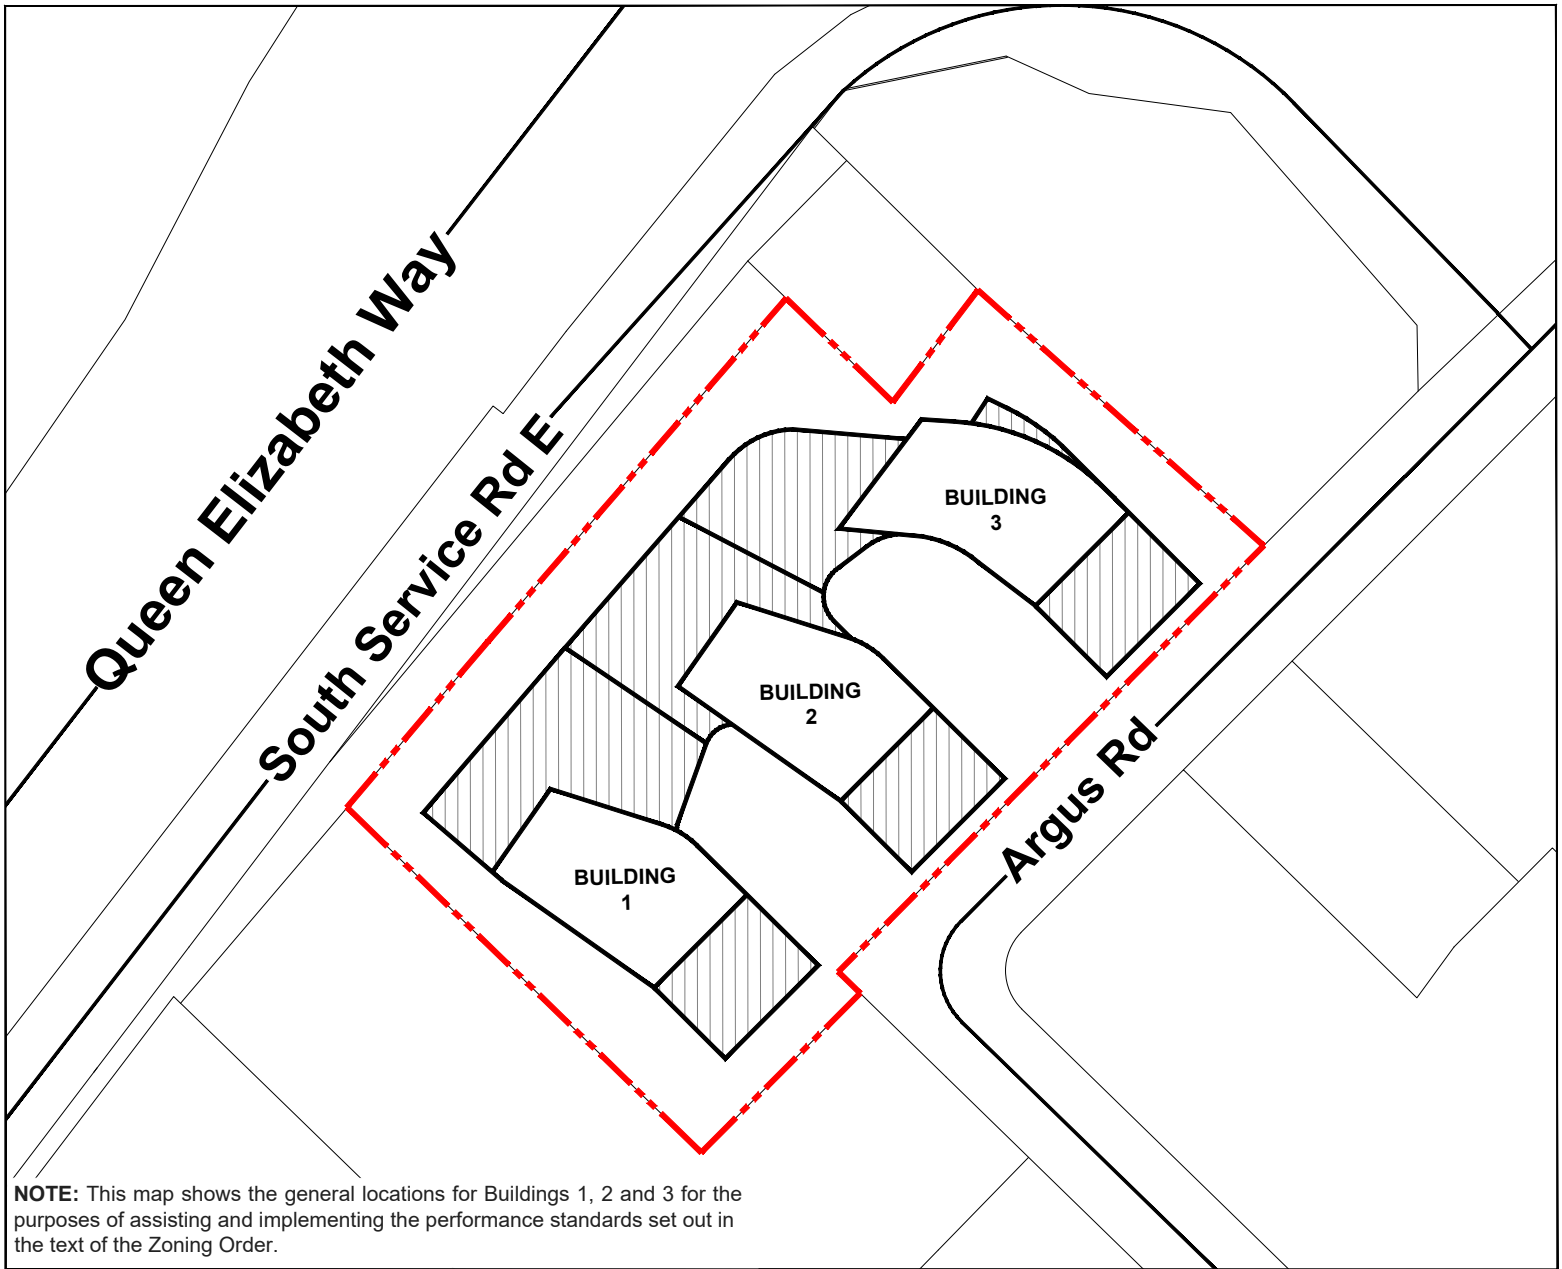 Queen Elizabeth Way
South Service Rd E
BUILDING
3
BUILDING
2
BUILDING
1
Argus Rd
NOTE: This map shows the general locations for Buildings 1, 2 and 3 for the
purposes of assisting and implementing the performance standards set out in
the text of the Zoning Order.